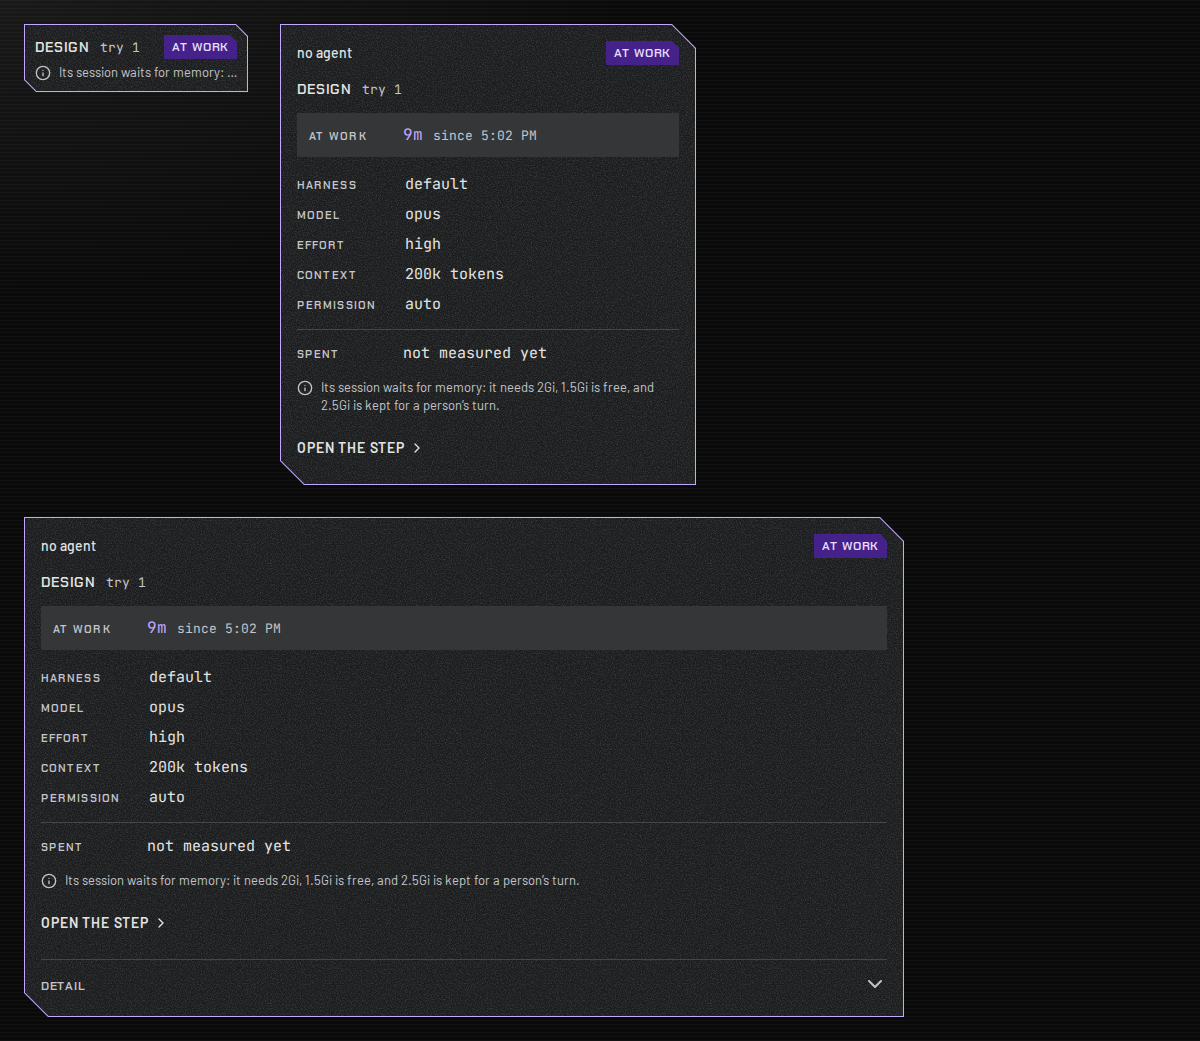 DESIGN try 1 AT WORK
Its session waits for memory: ...
no agent AT WORK
DESIGN try 1
AT WORK 9m since 5:02 PM
HARNESS default
MODEL opus
EFFORT high
CONTEXT 200k tokens
PERMISSION auto
SPENT not measured yet
Its session waits for memory: it needs 2Gi, 1.5Gi is free, and
2.5Gi is kept for a person's turn.
OPEN THE STEP
no agent AT WORK
DESIGN try 1
AT WORK 9m since 5:02 PM
HARNESS default
MODEL opus
EFFORT high
CONTEXT 200k tokens
PERMISSION auto
SPENT not measured yet
Its session waits for memory: it needs 2Gi, 1.5Gi is free, and 2.5Gi is kept for a person's turn.
OPEN THE STEP
DETAIL